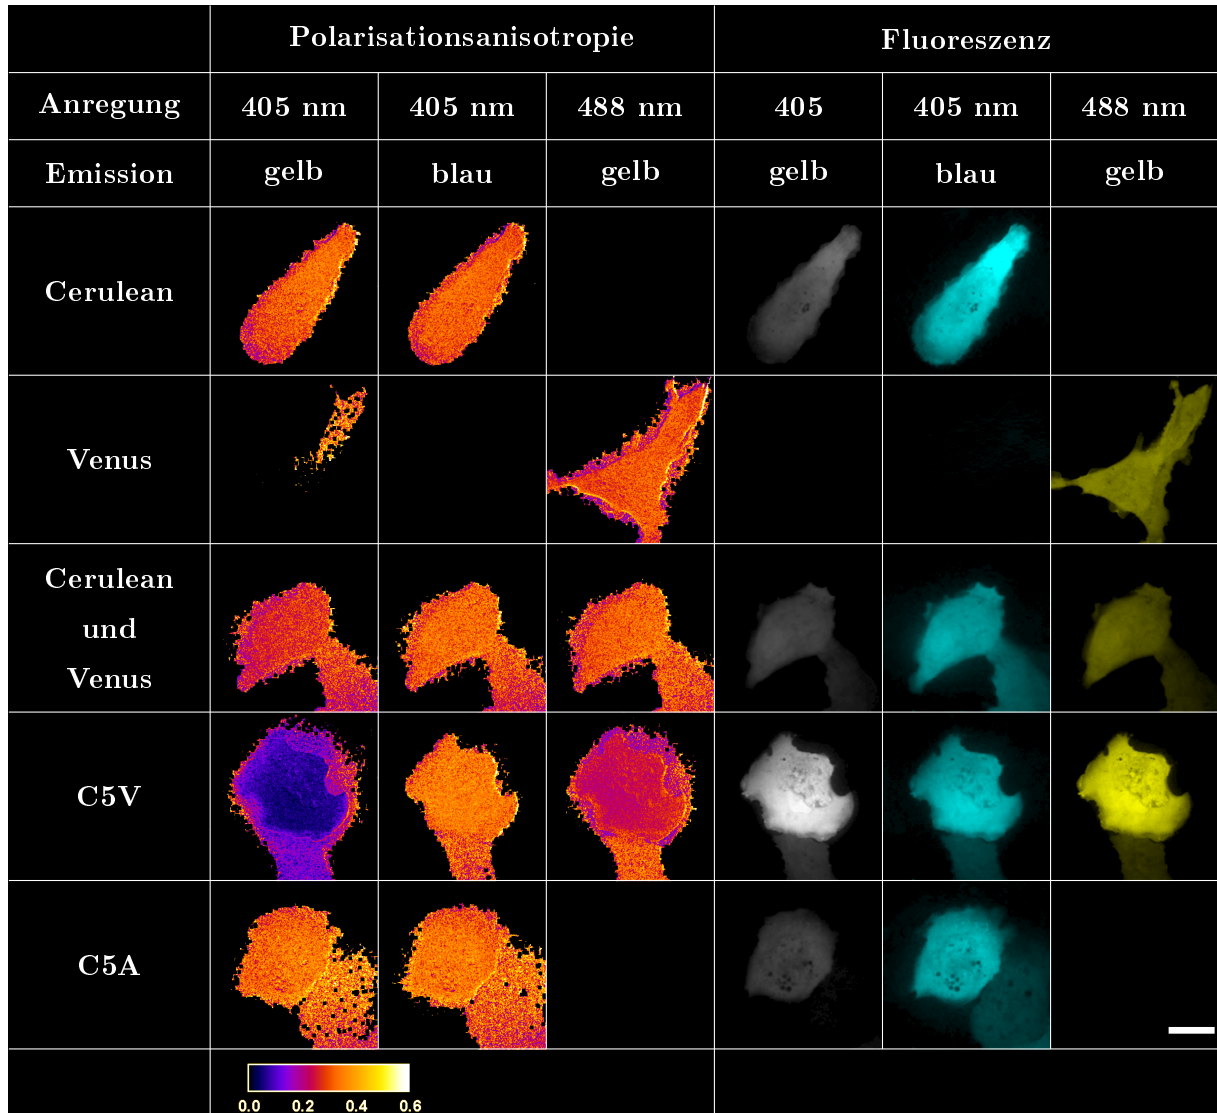 Polarisationsanisotropie Fluoreszenz
Anregung 405 nm 405 nm 488 nm 405 405 nm 488 nm
Emission gelb blau gelb gelb blau gelb
Cerulean
Venus
Cerulean
und
Venus
C5V
C5A
0.0 0.2 0.4 0.6